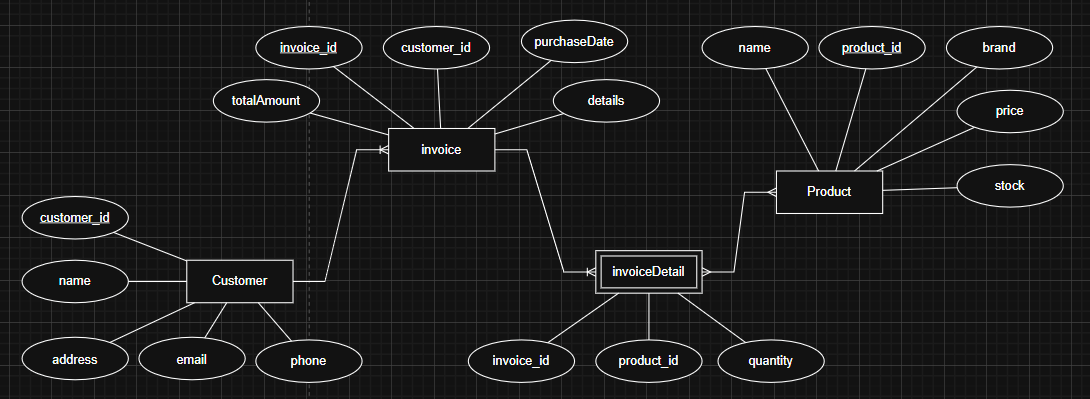 invoice_id
customer_id
purchaseDate
name
product_id
brand
totalAmount
details
price
invoice
Product
stock
customer_id
name
Customer
invoiceDetail
address
email
phone
invoice_id
product_id
quantity